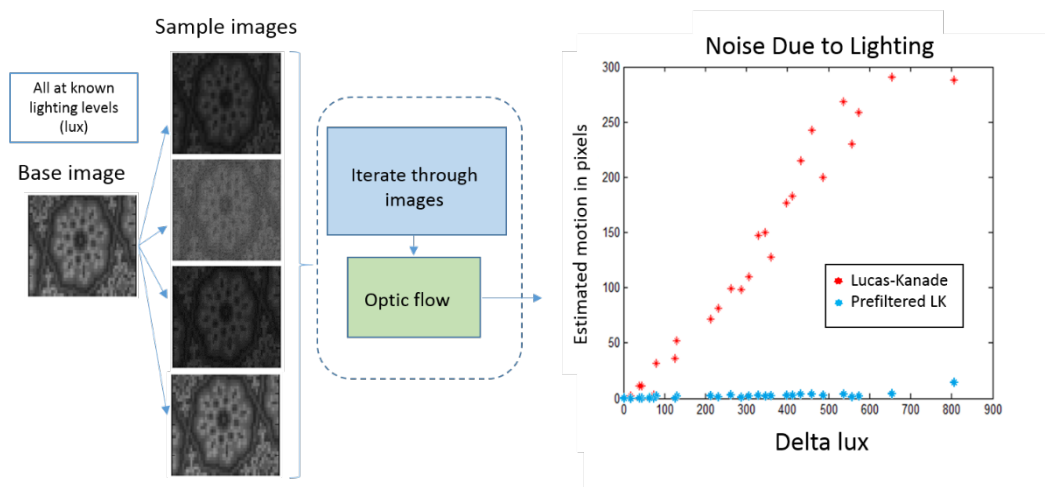 Sample images
All at known
lighting levels
(lux)
Base image
Iterate through
images
Optic flow
Noise Due to Lighting
Estimated motion in pixels
300
250
200
150
100
50
0
0 100 200 300 400 500 600 700 800 900
Lucas-Kanade
Prefiltered LK
Delta lux